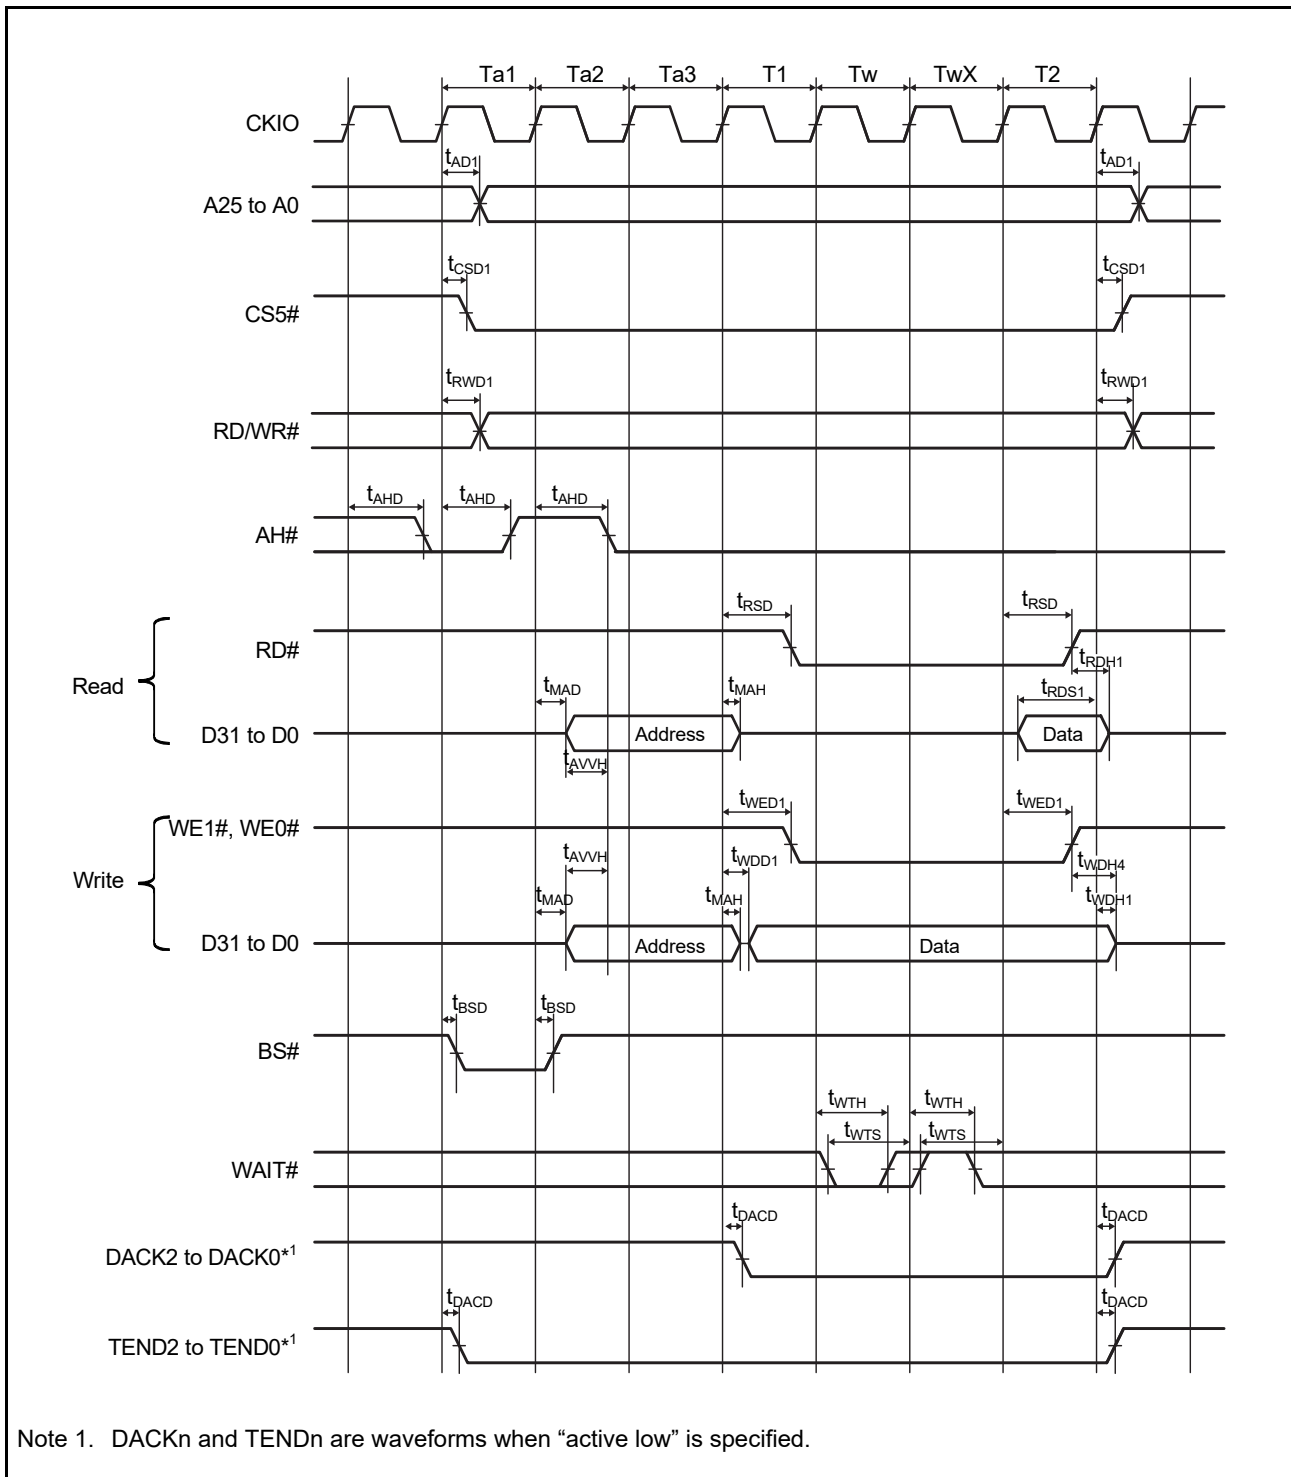 Ta1 Ta2 Ta3 T1 Tw TwX T2
CKIO
tAD1 tAD1
A25 to A0
tCSD1 tCSD1
CS5#
tRWD1 tRWD1
RD/WR#
tAHD tAHD tAHD
AH#
tRSD tRSD
RD#
tRDH1
Read
tMAD tMAH tRDS1
D31 to D0 Address Data
tAVVH
tWED1 tWED1
WE1#, WE0#
tAVVH tWDD1 tWDH4
Write
tMAD tMAH tWDH1
D31 to D0 Address Data
tBSD tBSD
BS#
tWTH tWTH
tWTS tWTS
WAIT#
tDACD tDACD
DACK2 to DACK0*1
tDACD tDACD
TEND2 to TEND0*1
Note 1. DACKn and TENDn are waveforms when “active low” is specified.